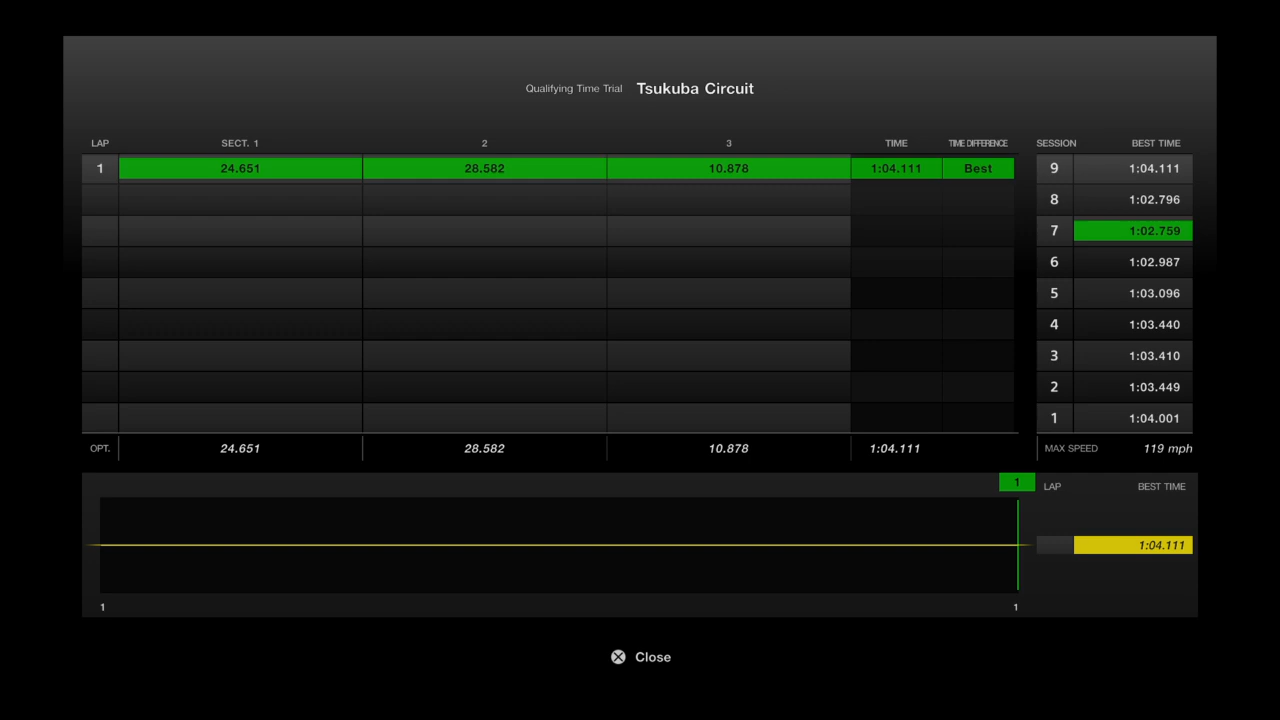 Qualifying Time Trial Tsukuba Circuit
LAP SECT. 1 2 3 TIME TIME DIFFERENCE SESSION BEST TIME
1 24.651 28.582 10.878 1:04.111 Best 9 1:04.111
8 1:02.796
7 1:02.759
6 1:02.987
5 1:03.096
4 1:03.440
3 1:03.410
2 1:03.449
1 1:04.001
OPT. 24.651 28.582 10.878 1:04.111 MAX SPEED 119 mph
1 LAP BEST TIME
1:04.111
1 1
Close